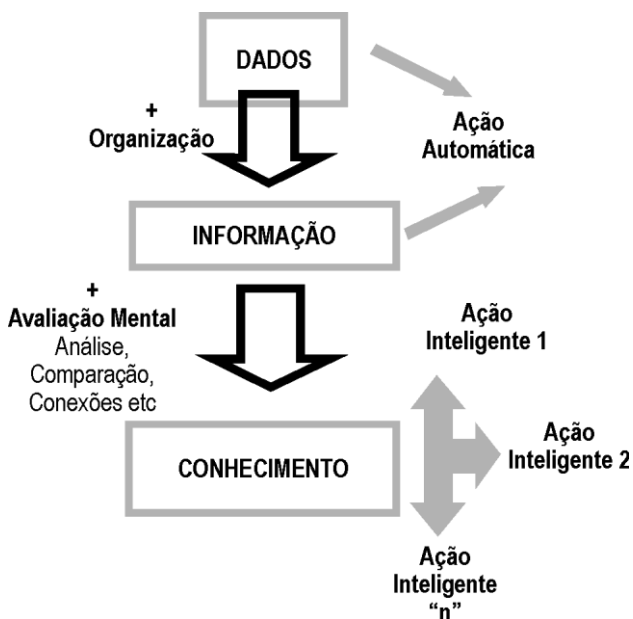 DADOS
+
Organização
Ação
Automática
INFORMAÇÃO
+
Avaliação Mental
Análise,
Comparação,
Conexões etc
Ação
Inteligente 1
CONHECIMENTO
Ação
Inteligente 2
Ação
Inteligente
“n”